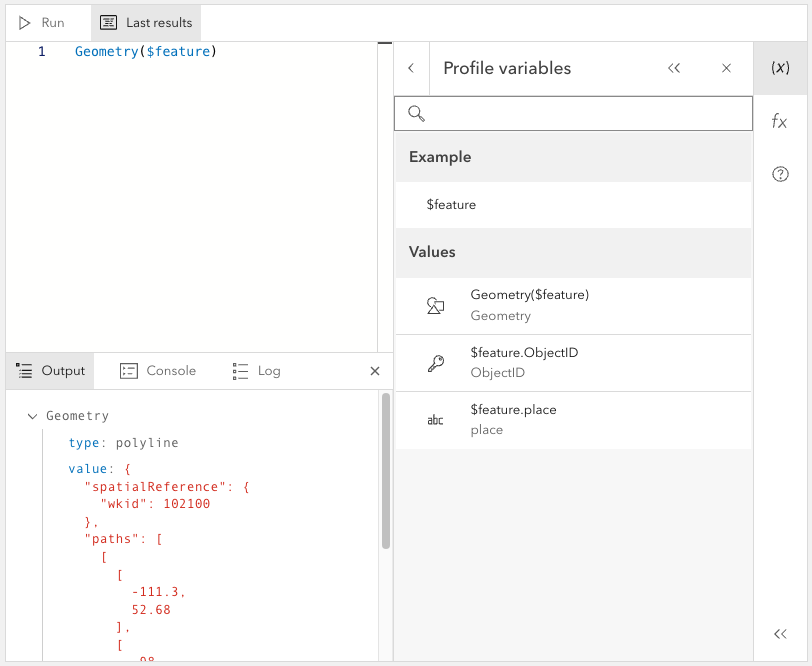 Run
Last results
1 Geometry($feature)
Profile variables
(x)
fx
?
Example
$feature
Values
Geometry($feature)
Geometry
$feature.ObjectID
ObjectID
abc
$feature.place
place
Output
Console
Log
Geometry
type: polyline
value: {
"spatialReference": {
"wkid": 102100
},
"paths": [
[
[
-111.3,
52.68
],
[